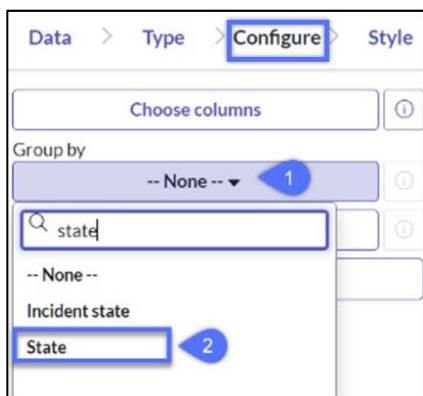 Data > Type > Configure > Style
Choose columns
Group by
-- None --
1
state
-- None --
Incident state
State
2